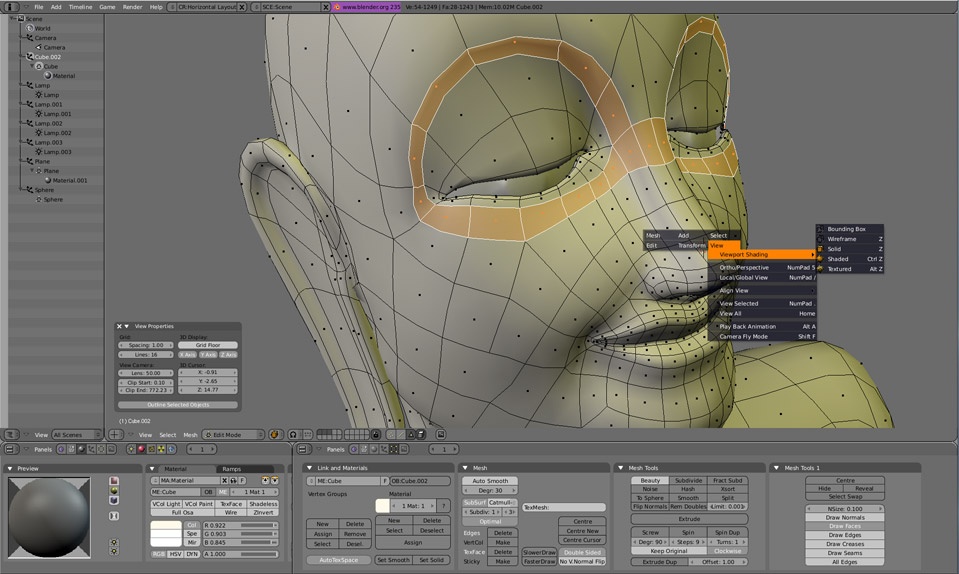 File Add Timeline Game Render Help CR:Horizontal Layout SCE:Scene www.blender.org 235 Ve:54-1249 | Fa:28-1243 | Mem:10.02M Cube.002
Scene
World
Camera
Camera
Cube.002
Cube
Material
Lamp
Lamp
Lamp.001
Lamp.001
Lamp.002
Lamp.002
Lamp.003
Lamp.003
Plane
Plane
Material.001
Sphere
Sphere
Mesh Add Select
Edit Transform View
Viewport Shading
Ortho/Perspective NumPad 5
Local/Global View NumPad /
Align View
View Selected NumPad .
View All Home
Play Back Animation Alt A
Camera Fly Mode Shift F
Bounding Box
Wireframe Z
Solid Z
Shaded Ctrl Z
Textured Alt Z
View Properties
Grid: 3D Display:
Spacing: 1.00 Grid Floor
Lines: 16 X Axis Y Axis Z Axis
View Camera: 3D Cursor:
Lens: 50.00 X: -0.91
Clip Start: 0.10 Y: -2.65
Clip End: 772.23 Z: 14.77
Outline Selected Objects
(1) Cube.002
View All Scenes
View Select Mesh Edit Mode
Panels 1
Panels 1
Preview
Material Ramps
MA:Material F
ME:Cube OB ME 1 Mat 1
VCol Light VCol Paint TexFace Shadeless
Full Osa Wire ZInvert
Col R 0.922
Spe G 0.903
Mir B 0.845
RGB HSV DYN A 1.000
Link and Materials
ME:Cube F OB:Cube.002
Vertex Groups Material
1 Mat: 1 ?
New Delete New Delete
Assign Remove Select Deselect
Select Desel. Assign
AutoTexSpace Set Smooth Set Solid
Mesh
Auto Smooth
Degr: 30
SubSurf Catmull-
Subdiv: 1 3
Optimal
TexMesh:
Edges Delete
Vert Col Make
TexFace Make
Sticky Make
Centre
Centre New
Centre Cursor
SlowerDraw Double Sided
FasterDraw No V.Normal Flip
Mesh Tools
Beauty Subdivide Fract Subd
Noise Hash Xsort
To Sphere Smooth Split
Flip Normals Rem Doubles Limit: 0.001
Extrude
Screw Spin Spin Dup
Degr: 90 Steps: 9 Turns: 1
Keep Original Clockwise
Extrude Dup Offset: 1.00
Mesh Tools 1
Centre
Hide Reveal
Select Swap
NSize: 0.100
Draw Normals
Draw Faces
Draw Edges
Draw Creases
Draw Seams
All Edges